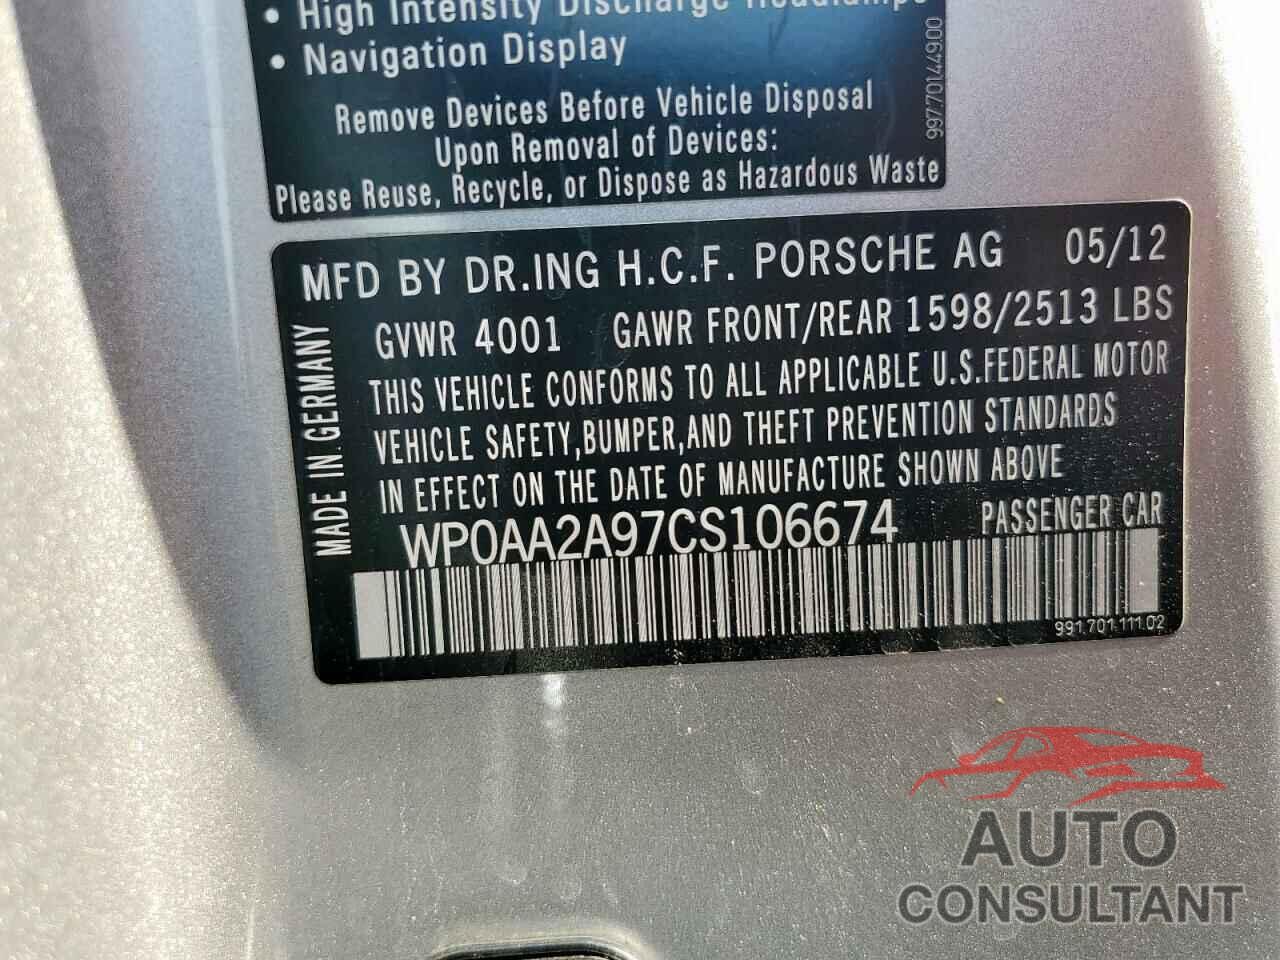 • High Intensity Discharge Headlamps
• Navigation Display
Remove Devices Before Vehicle Disposal
Upon Removal of Devices:
Please Reuse, Recycle, or Dispose as Hazardous Waste
997.701.449.00
MFD BY DR.ING H.C.F. PORSCHE AG 05/12
GVWR 4001 GAWR FRONT/REAR 1598/2513 LBS
THIS VEHICLE CONFORMS TO ALL APPLICABLE U.S.FEDERAL MOTOR
VEHICLE SAFETY,BUMPER,AND THEFT PREVENTION STANDARDS
IN EFFECT ON THE DATE OF MANUFACTURE SHOWN ABOVE
WP0AA2A97CS106674 PASSENGER CAR
MADE IN GERMANY
991.701.111.02
AUTO
CONSULTANT